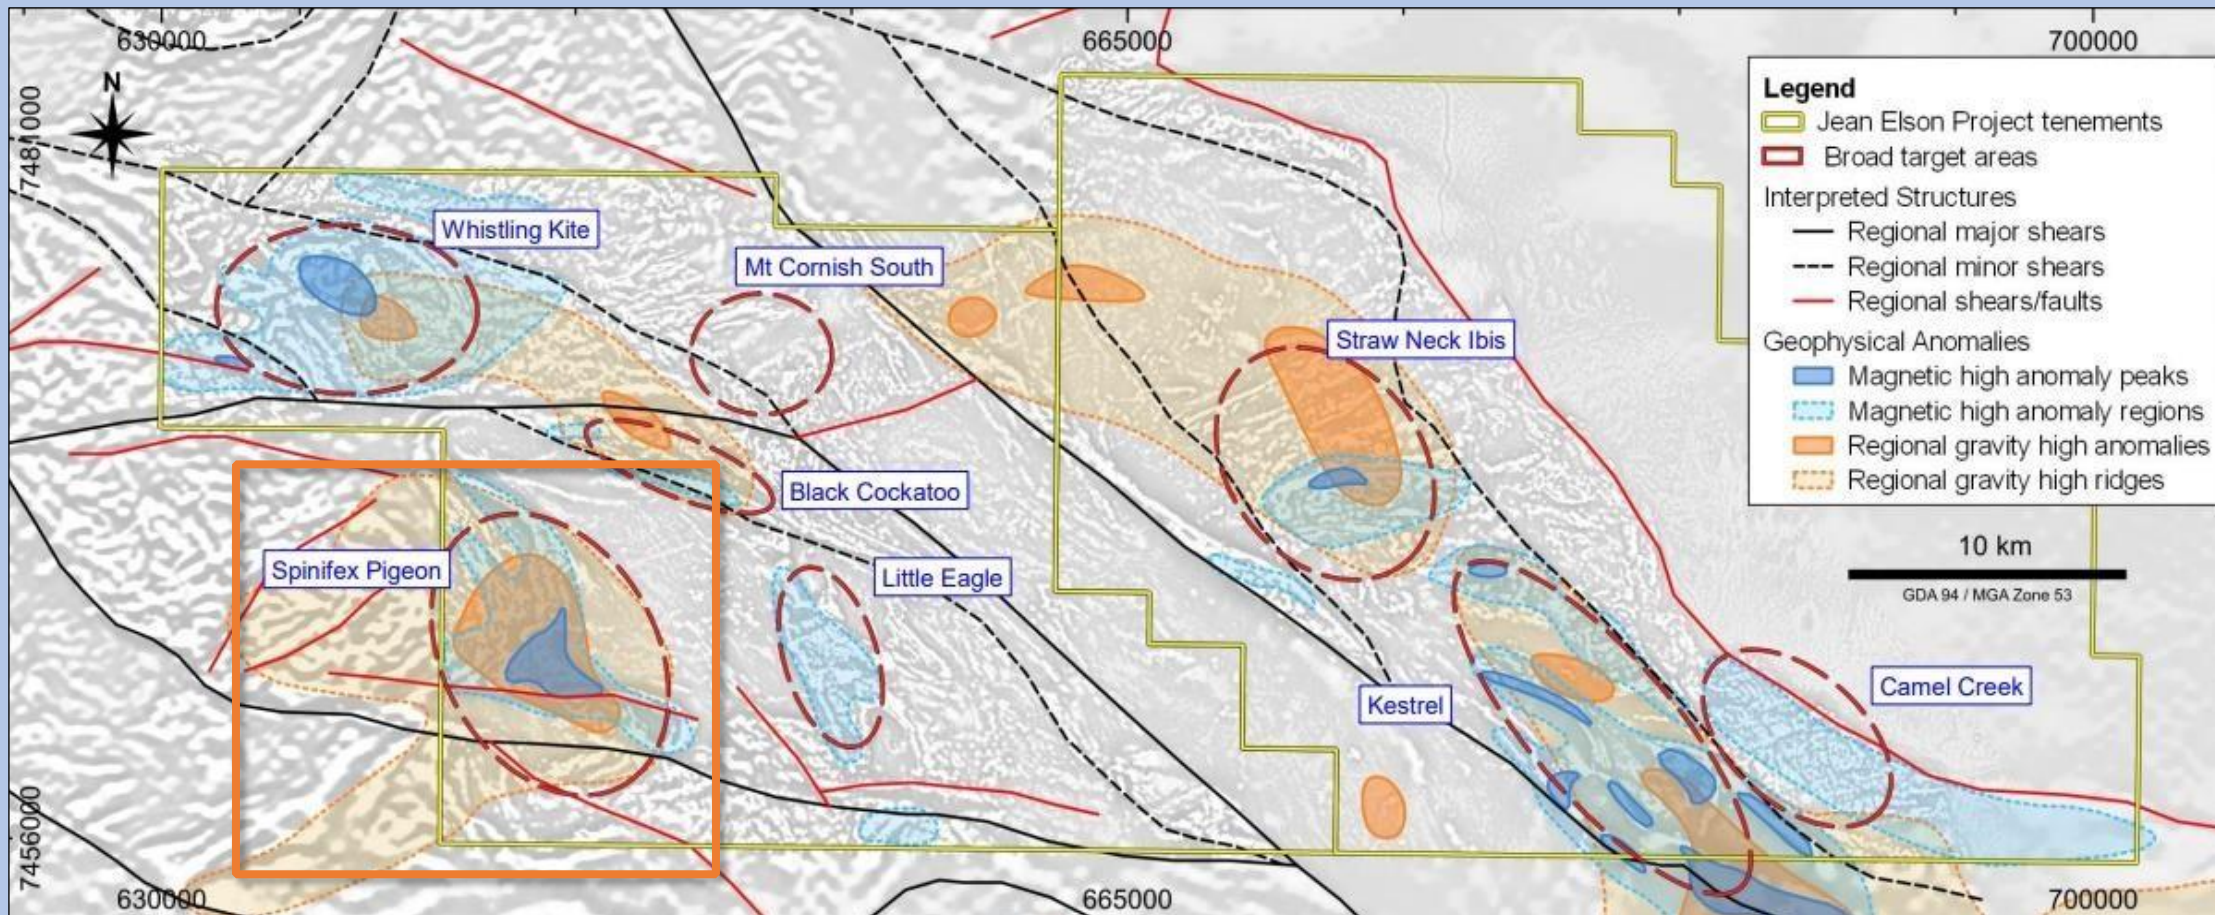 630000
665000
700000
N
7481000
Legend
Jean Elson Project tenements
Broad target areas
Interpreted Structures
Regional major shears
Regional minor shears
Regional shears/faults
Geophysical Anomalies
Magnetic high anomaly peaks
Magnetic high anomaly regions
Regional gravity high anomalies
Regional gravity high ridges
10 km
GDA 94 / MGA Zone 53
Whistling Kite
Mt Cornish South
Straw Neck Ibis
Black Cockatoo
Spinifex Pigeon
Little Eagle
Kestrel
Camel Creek
7456000
630000
665000
700000